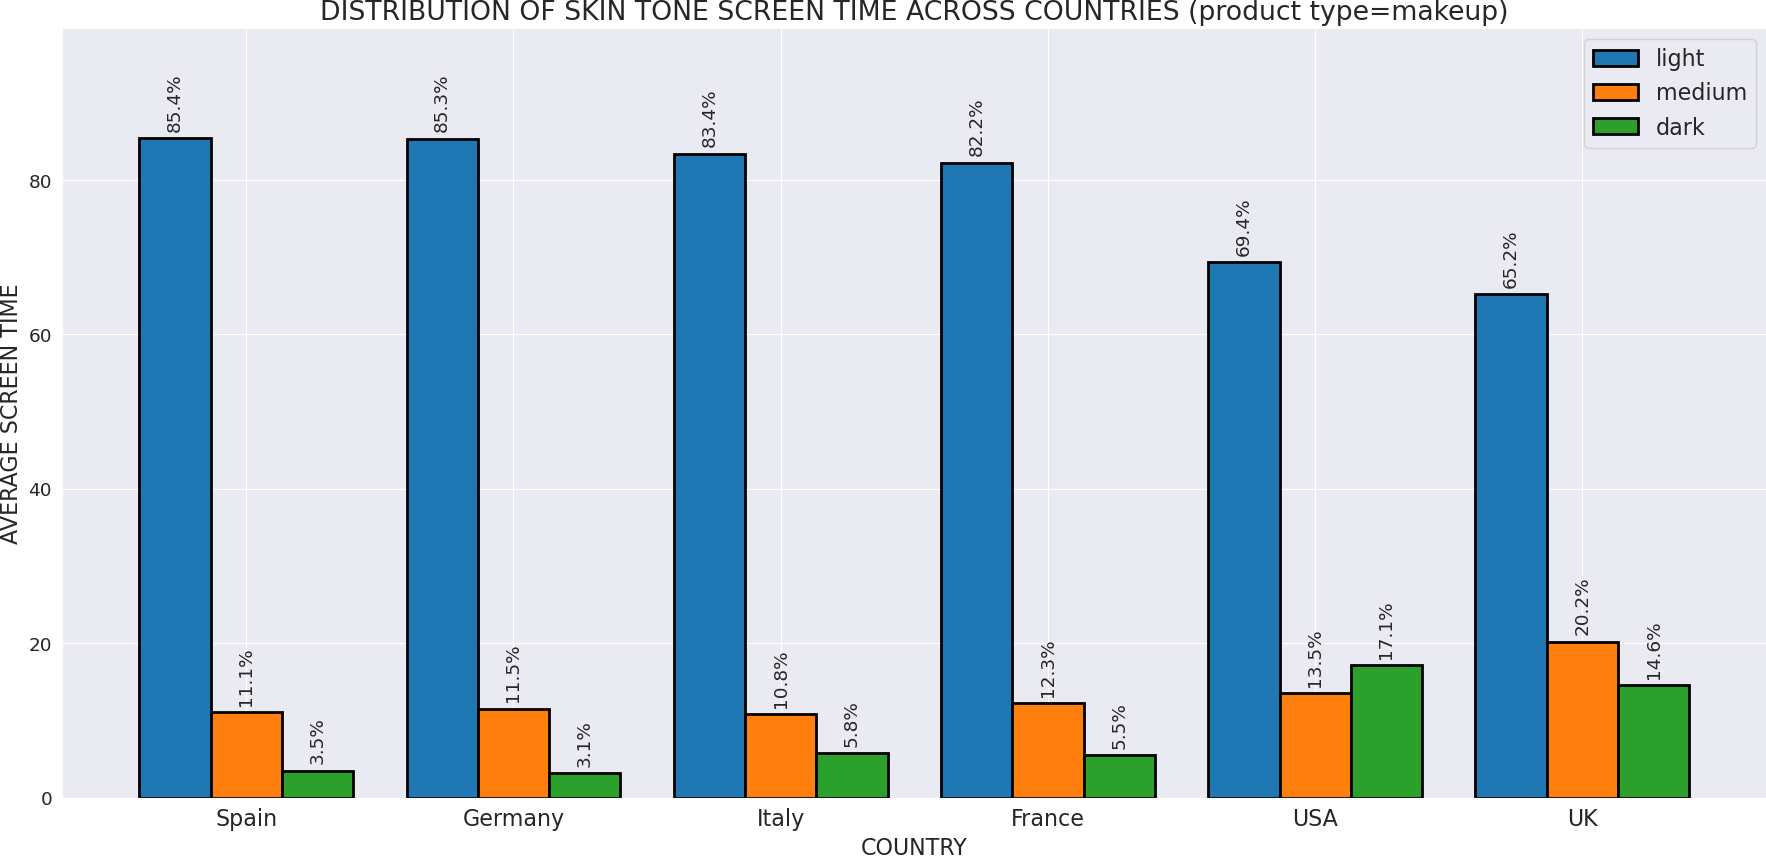 DISTRIBUTION OF SKIN TONE SCREEN TIME ACROSS COUNTRIES (product type=makeup)
light
medium
dark
AVERAGE SCREEN TIME
80
60
40
20
0
85.4%
11.1%
3.5%
85.3%
11.5%
3.1%
83.4%
10.8%
5.8%
82.2%
12.3%
5.5%
69.4%
13.5%
17.1%
65.2%
20.2%
14.6%
Spain
Germany
Italy
France
USA
UK
COUNTRY